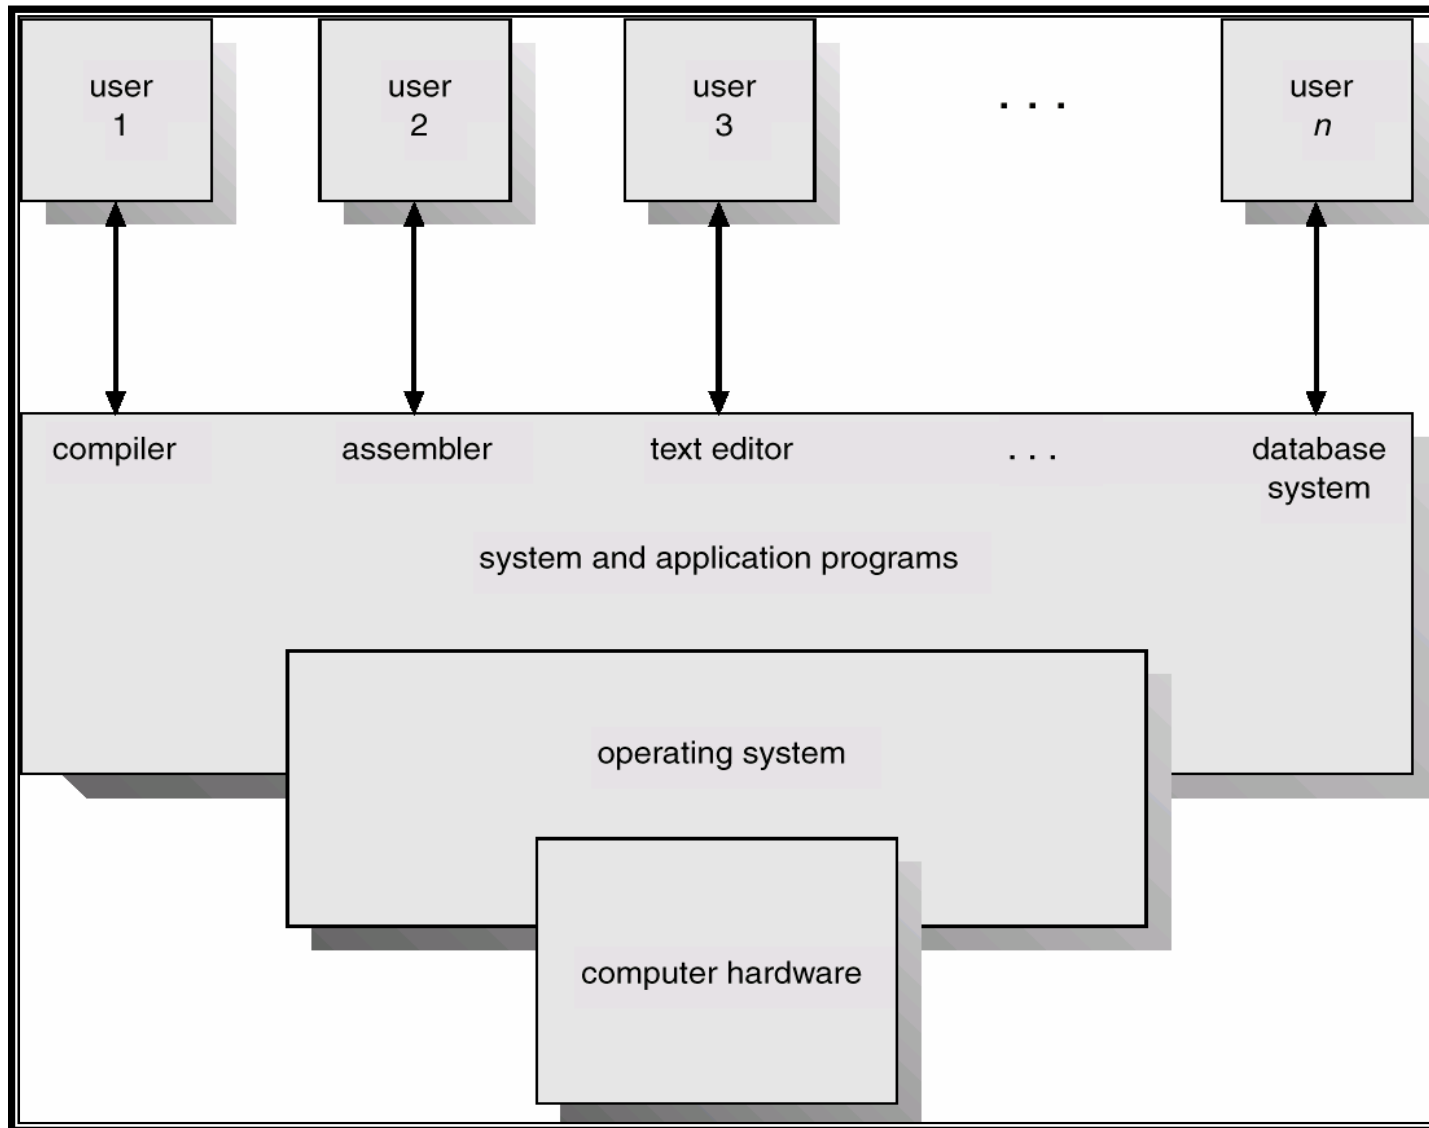 user
1
user
2
user
3
. . .
user
n
compiler
assembler
text editor
. . .
database
system
system and application programs
operating system
computer hardware